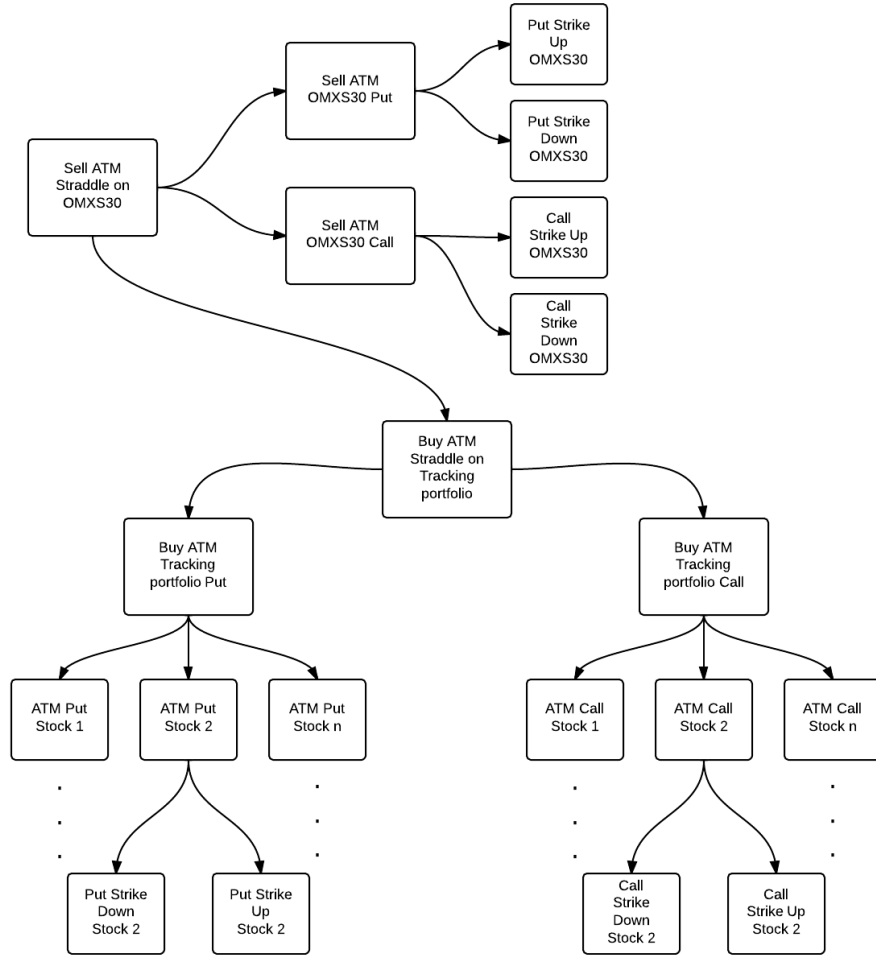 Put Strike
Up
OMXS30
Sell ATM
OMXS30 Put
Put Strike
Down
OMXS30
Sell ATM
Straddle on
OMXS30
Sell ATM
OMXS30 Call
Call
Strike Up
OMXS30
Call
Strike
Down
OMXS30
Buy ATM
Straddle on
Tracking
portfolio
Buy ATM
Tracking
portfolio Put
Buy ATM
Tracking
portfolio Call
ATM Put
Stock 1
ATM Put
Stock 2
ATM Put
Stock n
ATM Call
Stock 1
ATM Call
Stock 2
ATM Call
Stock n
Put Strike
Down
Stock 2
Put Strike
Up
Stock 2
Call
Strike
Down
Stock 2
Call
Strike Up
Stock 2